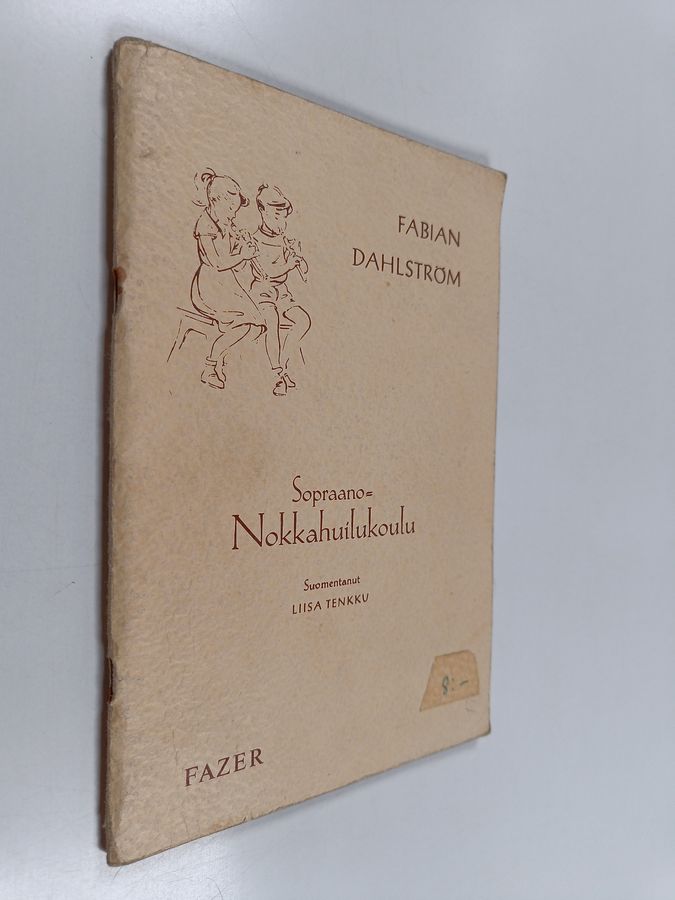 FABIAN
DAHLSTRÖM
Sopraano=
Nokkahuilukoulu
Suomentanut
LIISA TENKKU
8:-
FAZER